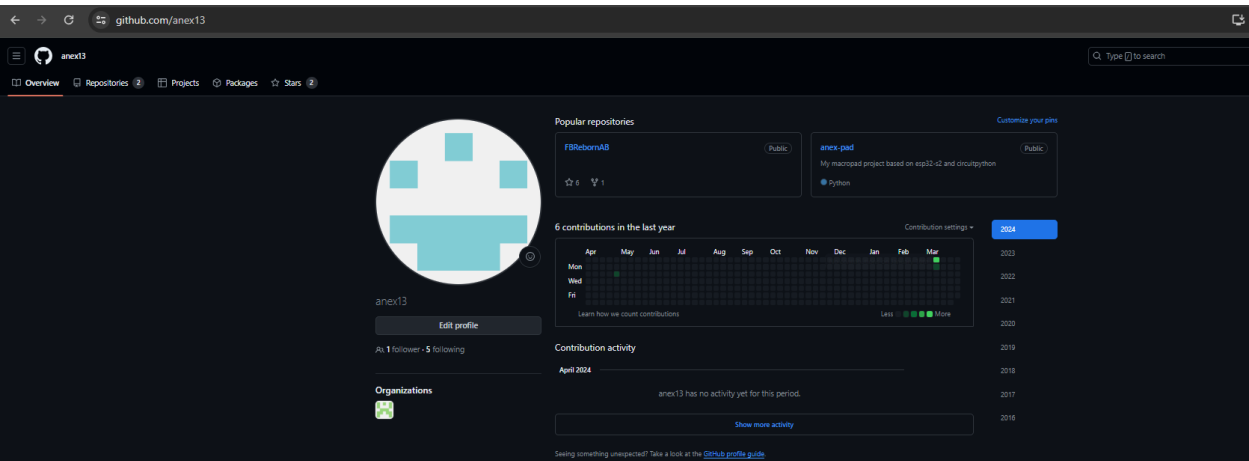 github.com/anex13
anex13
Type / to search
Overview Repositories 2 Projects Packages Stars 2
Popular repositories Customize your pins
FBRebornAB Public
6 1
anex-pad Public
My macropad project based on esp32-s2 and circuitpython
Python
6 contributions in the last year Contribution settings
Apr May Jun Jul Aug Sep Oct Nov Dec Jan Feb Mar
Mon
Wed
Fri
Learn how we count contributions Less More
2024
2023
2022
2021
2020
2019
2018
2017
2016
anex13
Edit profile
1 follower · 5 following
Organizations
Contribution activity
April 2024
anex13 has no activity yet for this period.
Show more activity
Seeing something unexpected? Take a look at the GitHub profile guide.